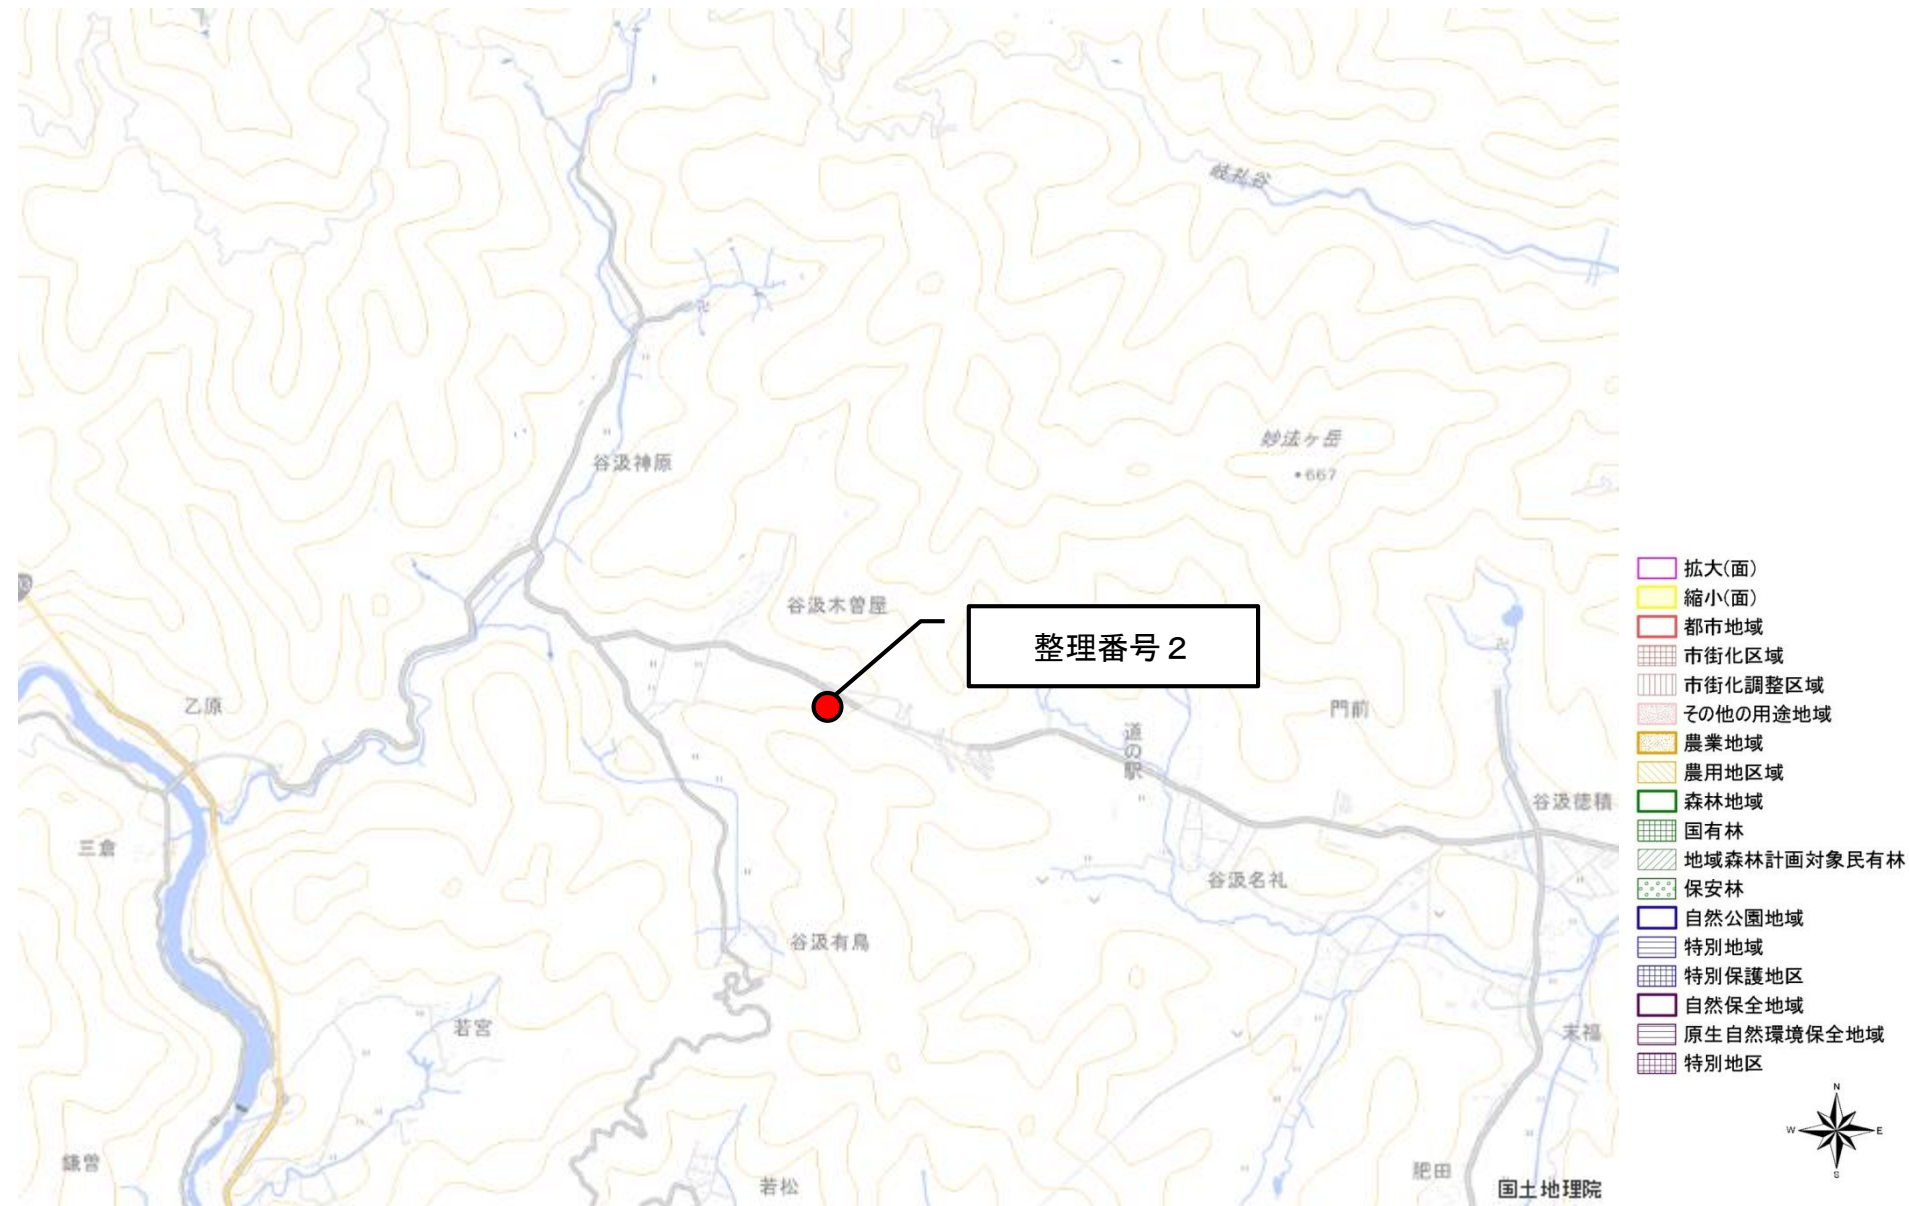 岐礼谷
妙法ヶ岳
・667
谷汲神原
谷汲木曽屋
整理番号2
乙原
道の駅
門前
谷汲徳積
三倉
谷汲名礼
谷汲有鳥
若宮
末福
鎌曽
若松
肥田
国土地理院
拡大(面)
縮小(面)
都市地域
市街化区域
市街化調整区域
その他の用途地域
農業地域
農用地区域
森林地域
国有林
地域森林計画対象民有林
保安林
自然公園地域
特別地域
特別保護地区
自然保全地域
原生自然環境保全地域
特別地区
N
W E
S